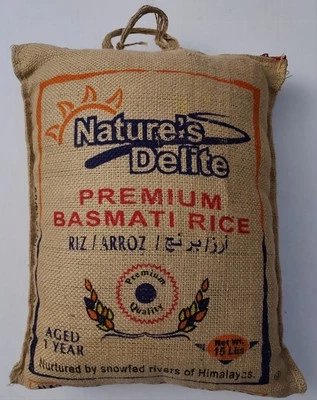 Nature's
Delite
PREMIUM
BASMATI RICE
RIZ / ARROZ / أرز / برنج
Premium
Quality
AGED
1 YEAR
Net Wt.
15 Lbs
Nurtured by snowfed rivers of Himalayas.